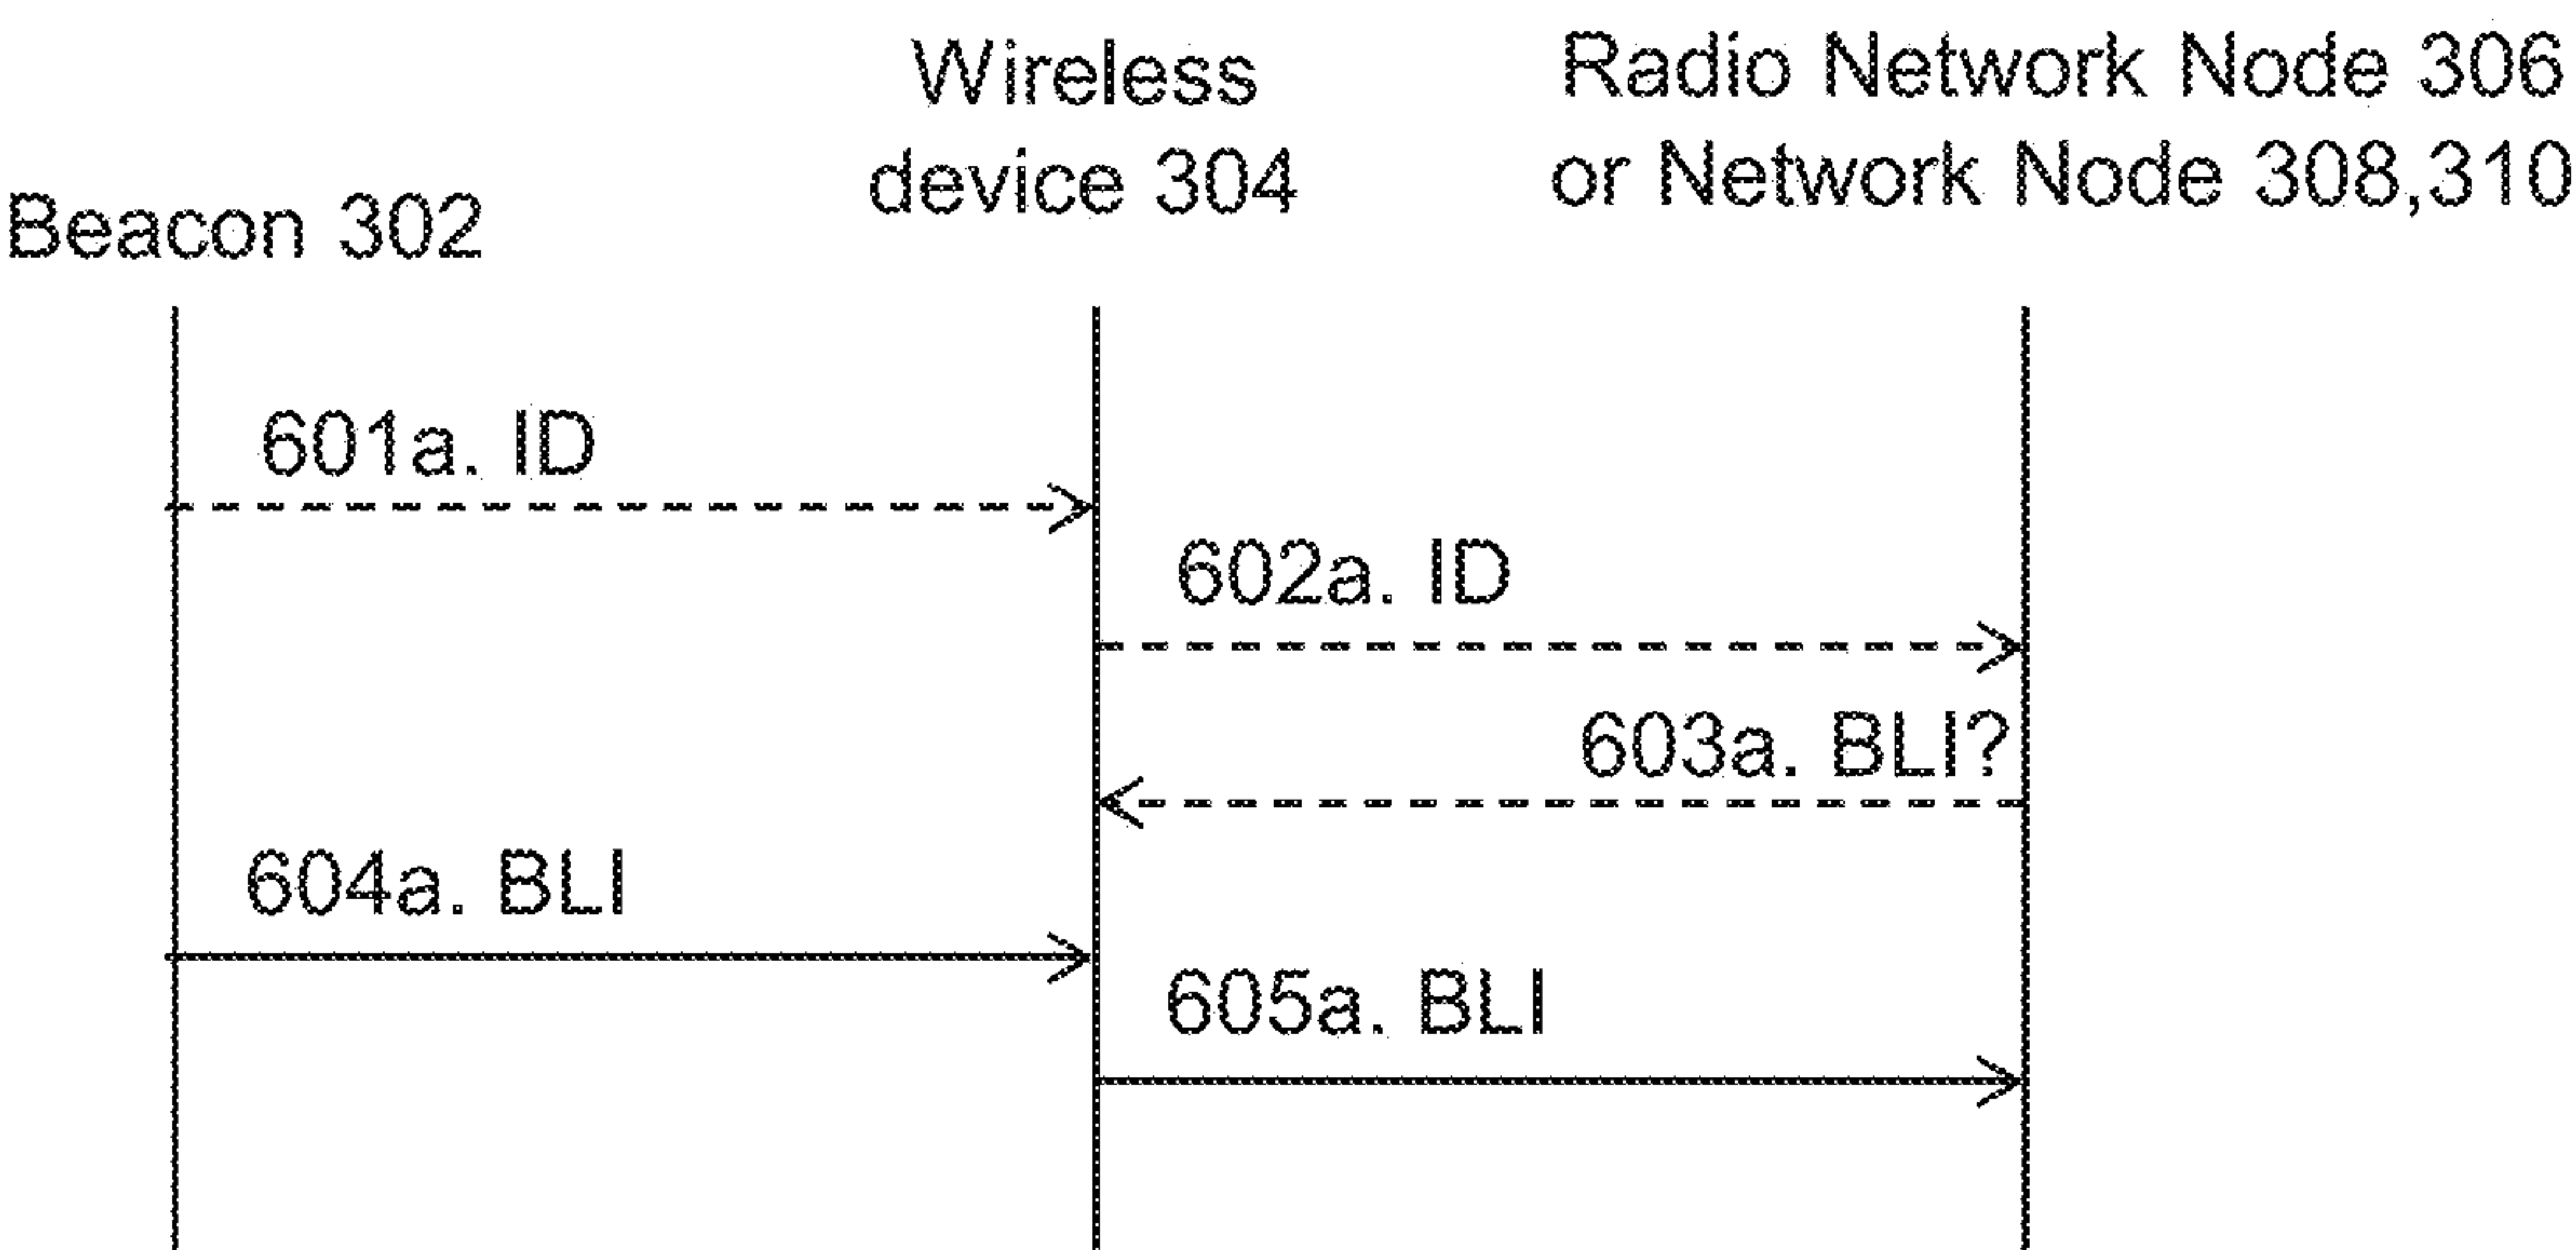 Beacon 302
Wireless
device 304
Radio Network Node 306
or Network Node 308,310
601a. ID
602a. ID
603a. BLI?
604a. BLI
605a. BLI